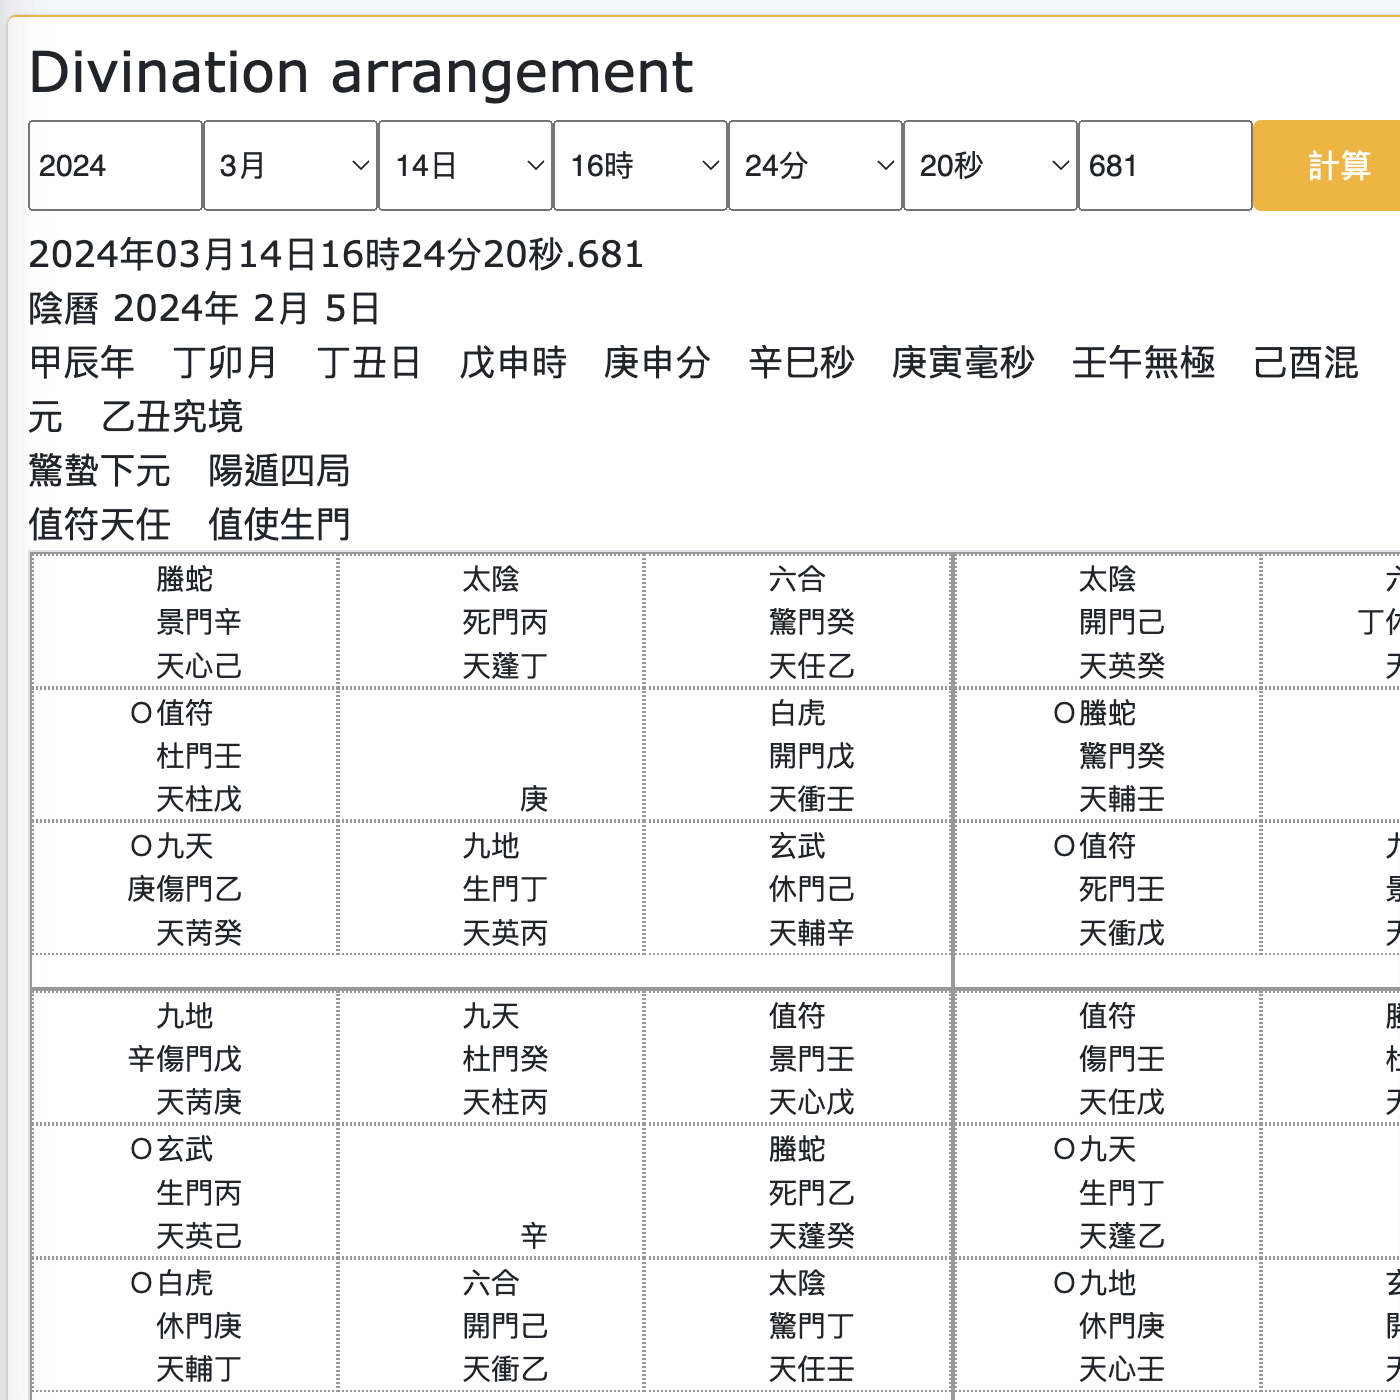 Divination arrangement
2024 3月 14日 16時 24分 20秒 681 計算
2024年03月14日16時24分20秒.681
陰曆 2024年 2月 5日
甲辰年　丁卯月　丁丑日　戊申時　庚申分　辛巳秒　庚寅毫秒　壬午無極　己酉混
元　乙丑究境
驚蟄下元　陽遁四局
值符天任　值使生門
螣蛇 太陰 六合 太陰
景門辛 死門丙 驚門癸 開門己 丁
天心己 天蓬丁 天任乙 天英癸
O值符 白虎 O螣蛇
杜門壬 開門戊 驚門癸
天柱戊 庚 天衝壬 天輔壬
O九天 九地 玄武 O值符
庚傷門乙 生門丁 休門己 死門壬
天芮癸 天英丙 天輔辛 天衝戊
九地 九天 值符 值符
辛傷門戊 杜門癸 景門壬 傷門壬
天芮庚 天柱丙 天心戊 天任戊
O玄武 螣蛇 O九天
生門丙 死門乙 生門丁
天英己 辛 天蓬癸 天蓬乙
O白虎 六合 太陰 O九地
休門庚 開門己 驚門丁 休門庚
天輔丁 天衝乙 天任壬 天心壬